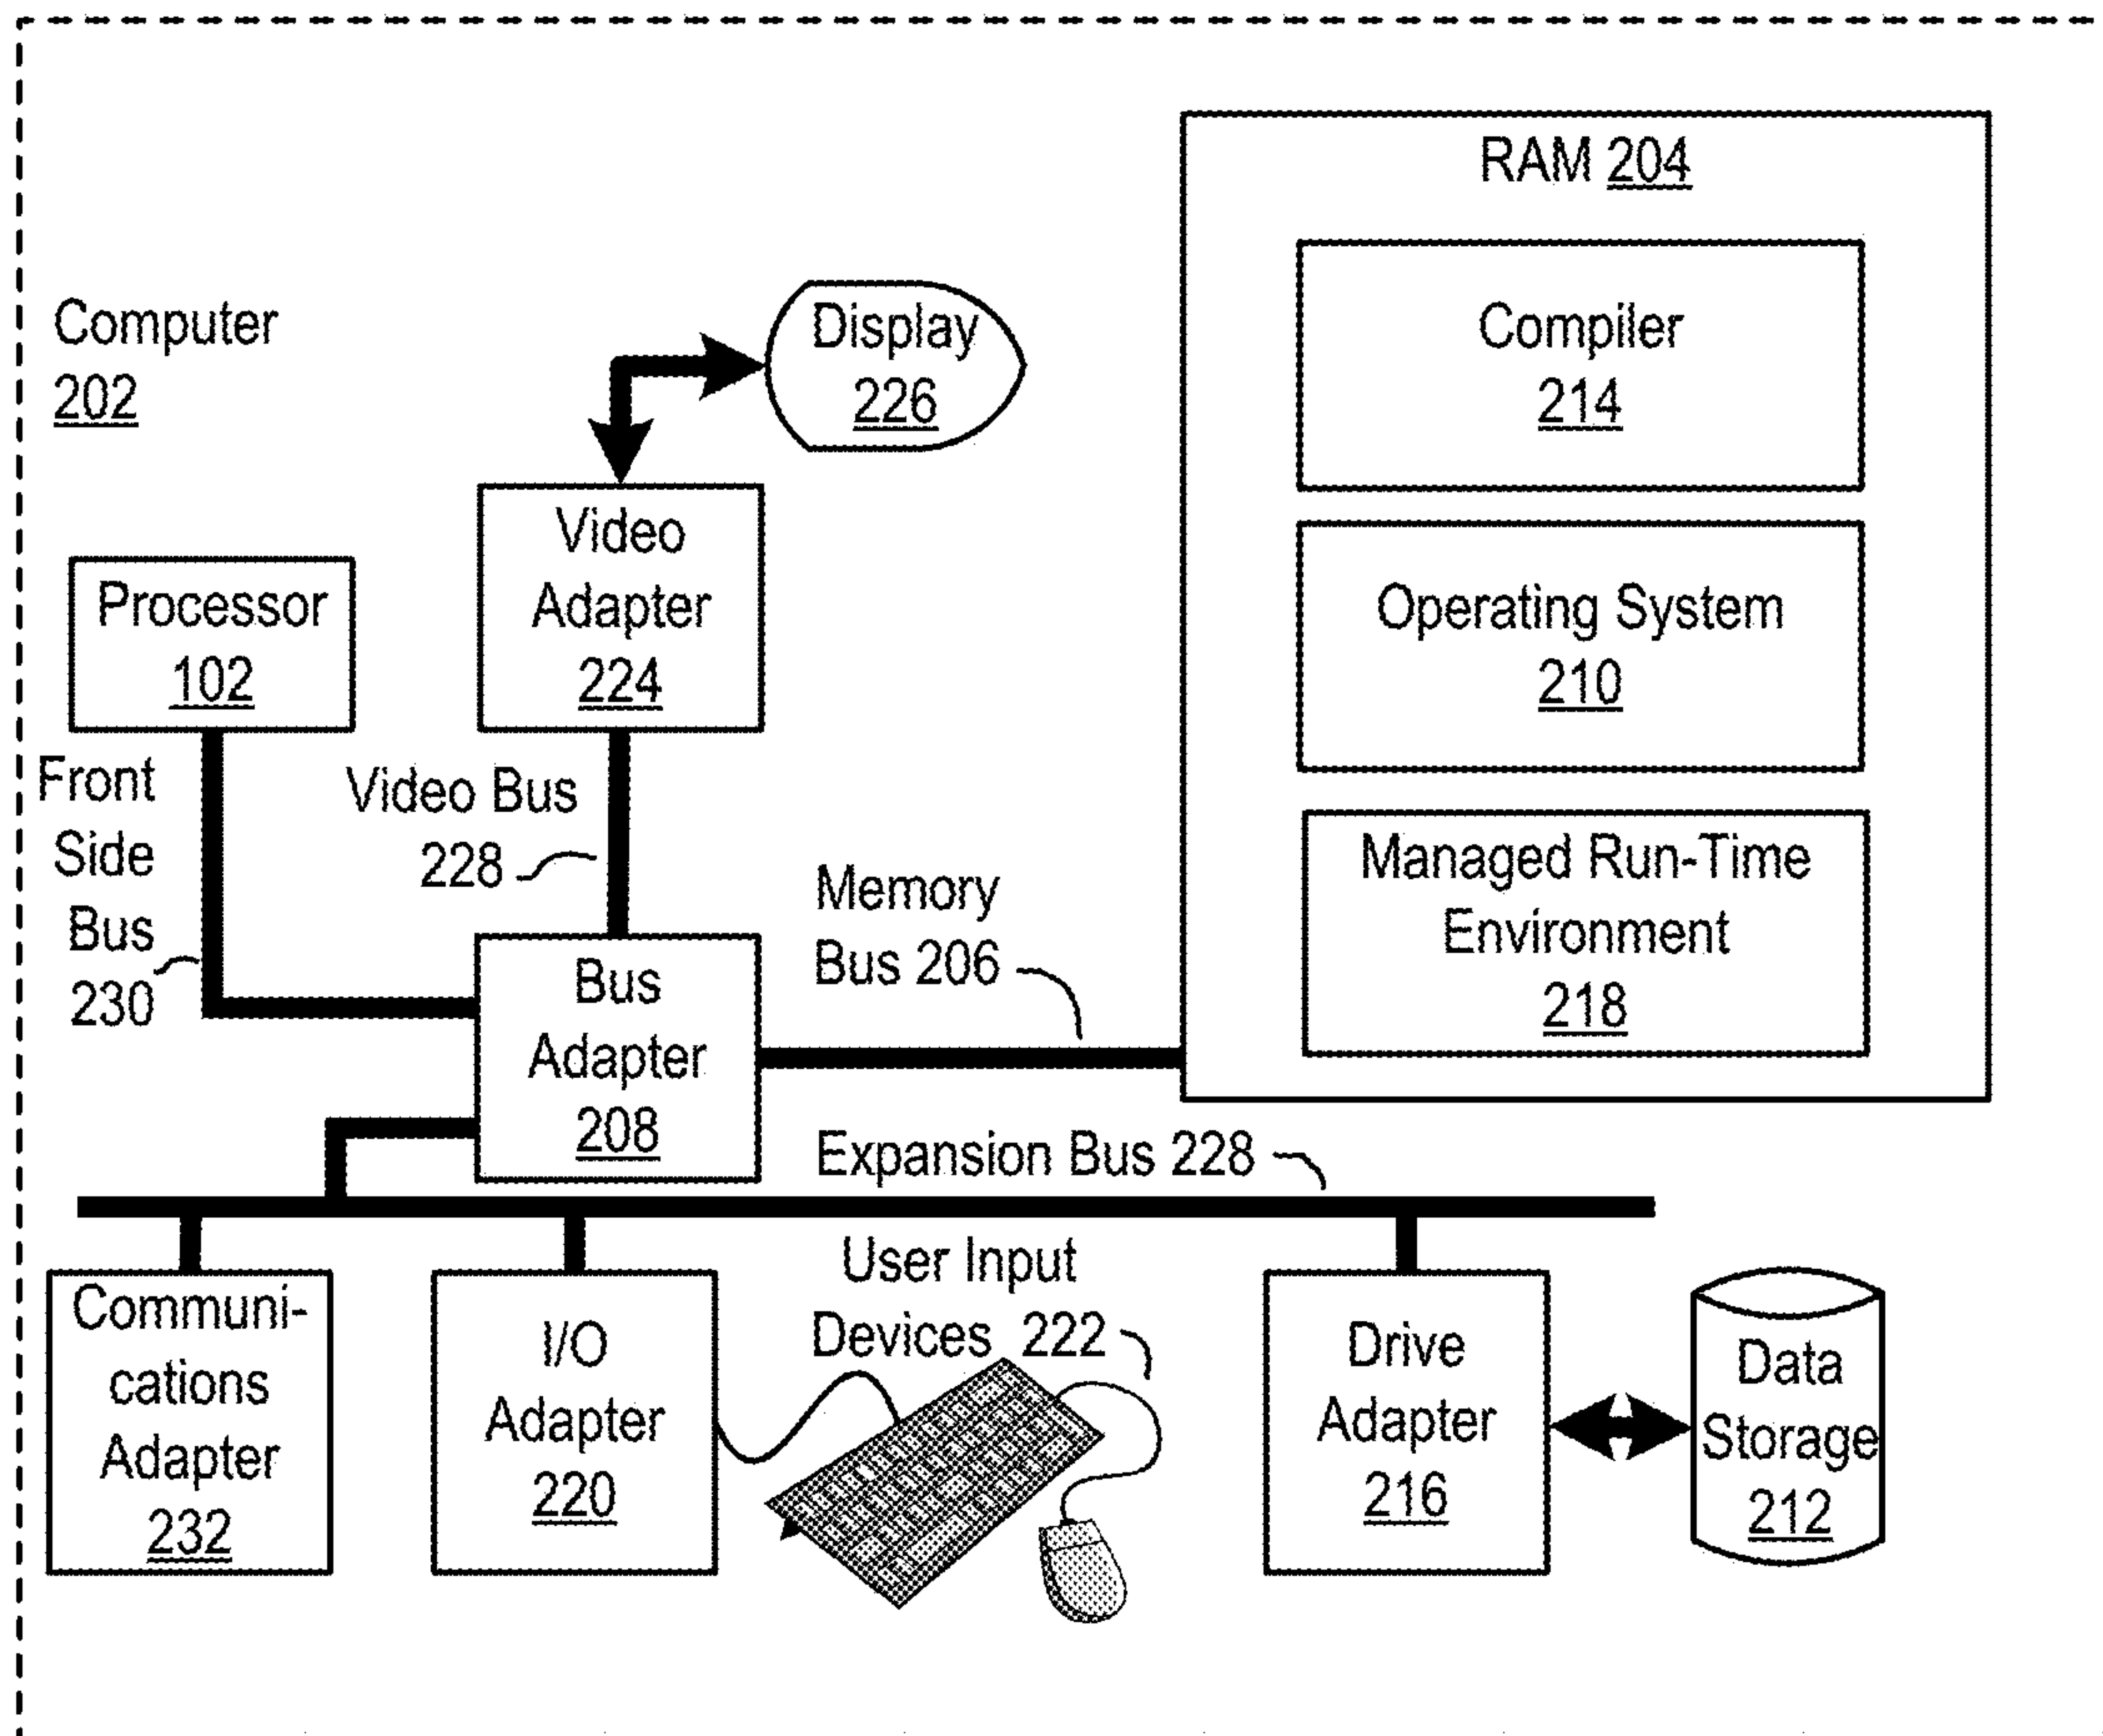 RAM 204
Compiler
214
Operating System
210
Managed Run-Time
Environment
218
Computer
202
Display
226
Video
Adapter
224
Processor
102
Front
Side
Bus
230
Video Bus
228
Memory
Bus 206
Bus
Adapter
208
Expansion Bus 228
Communi-
cations
Adapter
232
I/O
Adapter
220
User Input
Devices 222
Drive
Adapter
216
Data
Storage
212